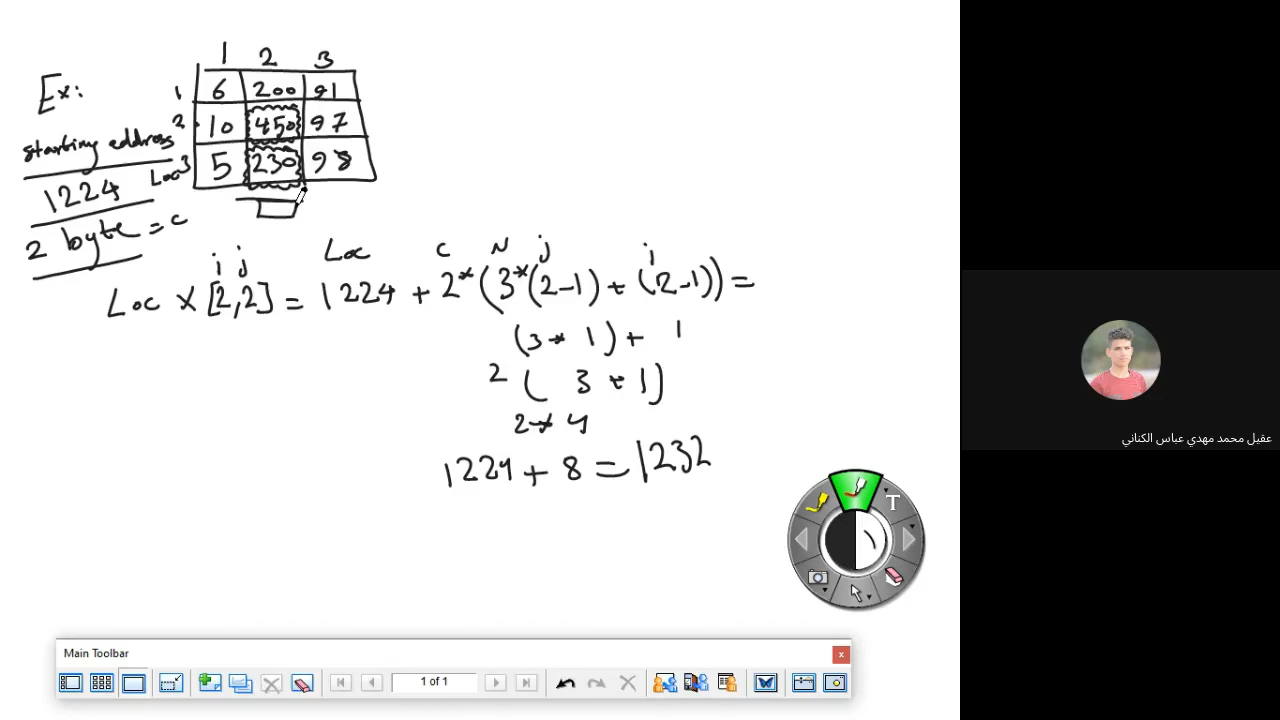 1 2 3
Ex: 1 6 200 91
starting address 2 10 450 97
Loc 3 5 230 98
1224
2 byte = c
i j Loc c N j i
Loc X [2,2] = 1224 + 2* (3*(2-1) + (2-1)) =
(3* 1) + 1
2 ( 3 + 1)
2* 4
1224 + 8 = 1232
T
عقيل محمد مهدي عباس الكناني
Main Toolbar x
1 of 1